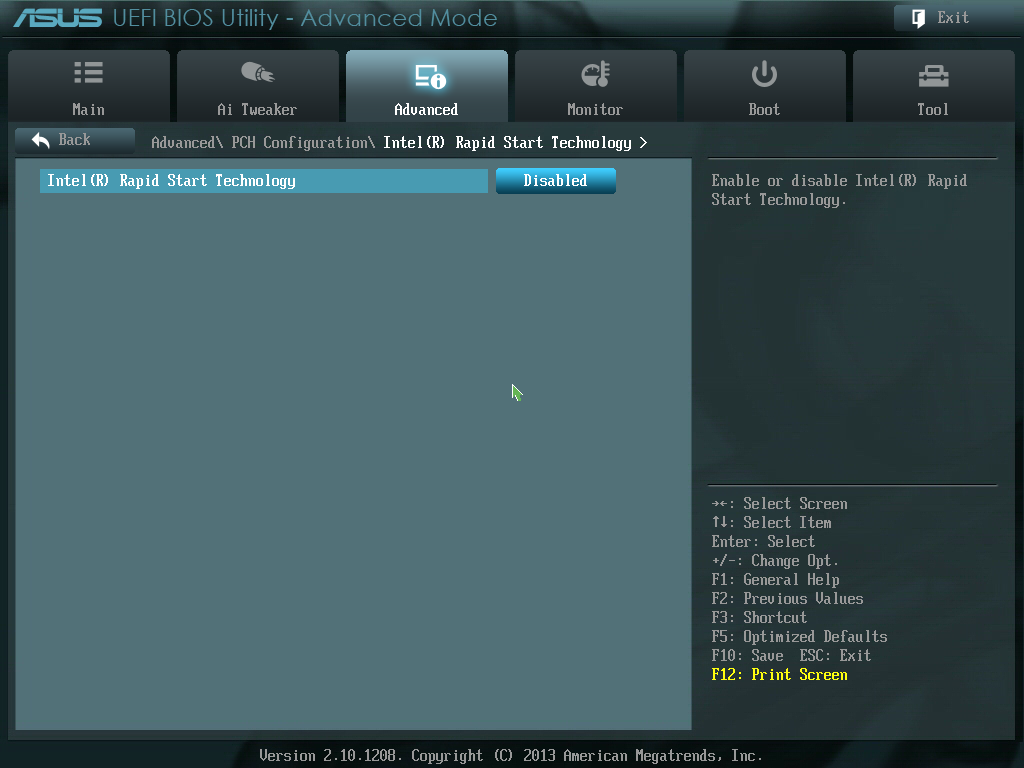 ASUS UEFI BIOS Utility - Advanced Mode
Exit
Main
Ai Tweaker
Advanced
Monitor
Boot
Tool
Back
Advanced\ PCH Configuration\ Intel(R) Rapid Start Technology >
Intel(R) Rapid Start Technology
Disabled
Enable or disable Intel(R) Rapid
Start Technology.
→←: Select Screen
↑↓: Select Item
Enter: Select
+/-: Change Opt.
F1: General Help
F2: Previous Values
F3: Shortcut
F5: Optimized Defaults
F10: Save  ESC: Exit
F12: Print Screen
Version 2.10.1208. Copyright (C) 2013 American Megatrends, Inc.